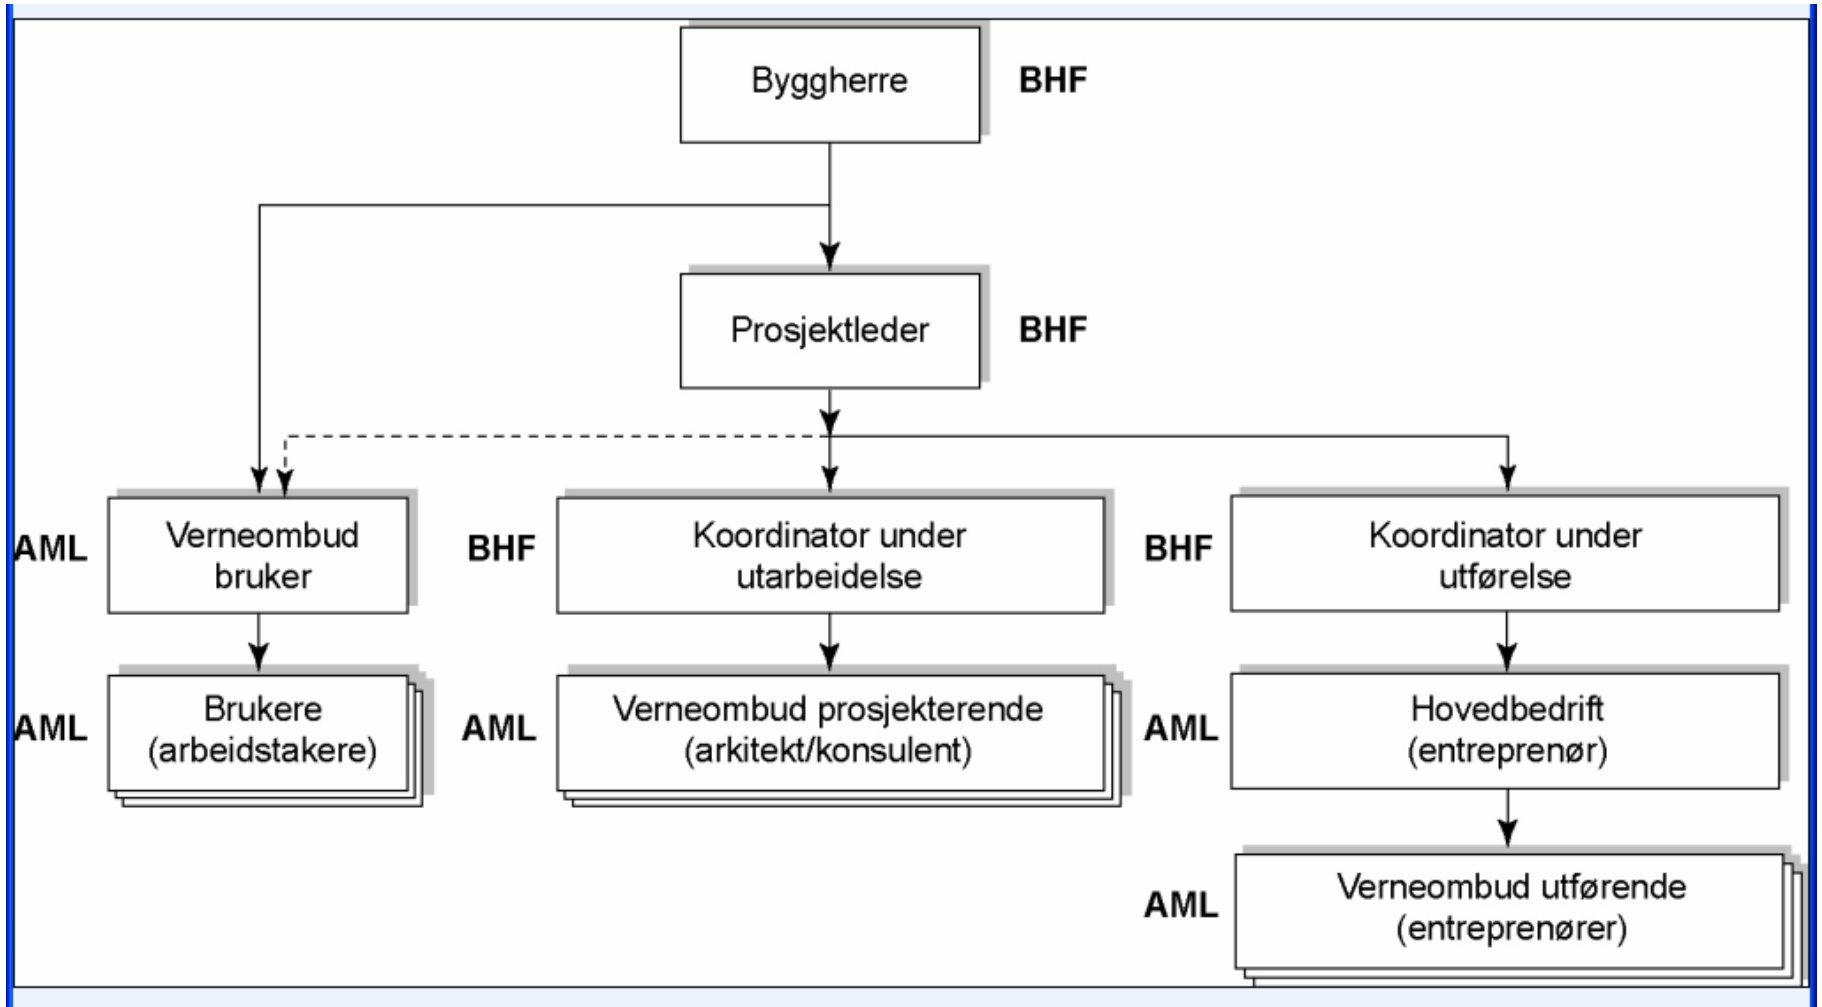 Byggherre BHF
Prosjektleder BHF
AML
Verneombud
bruker
BHF
Koordinator under
utarbeidelse
BHF
Koordinator under
utførelse
AML
Brukere
(arbeidstakere)
AML
Verneombud prosjekterende
(arkitekt/konsulent)
AML
Hovedbedrift
(entreprenør)
AML
Verneombud utførende
(entreprenører)